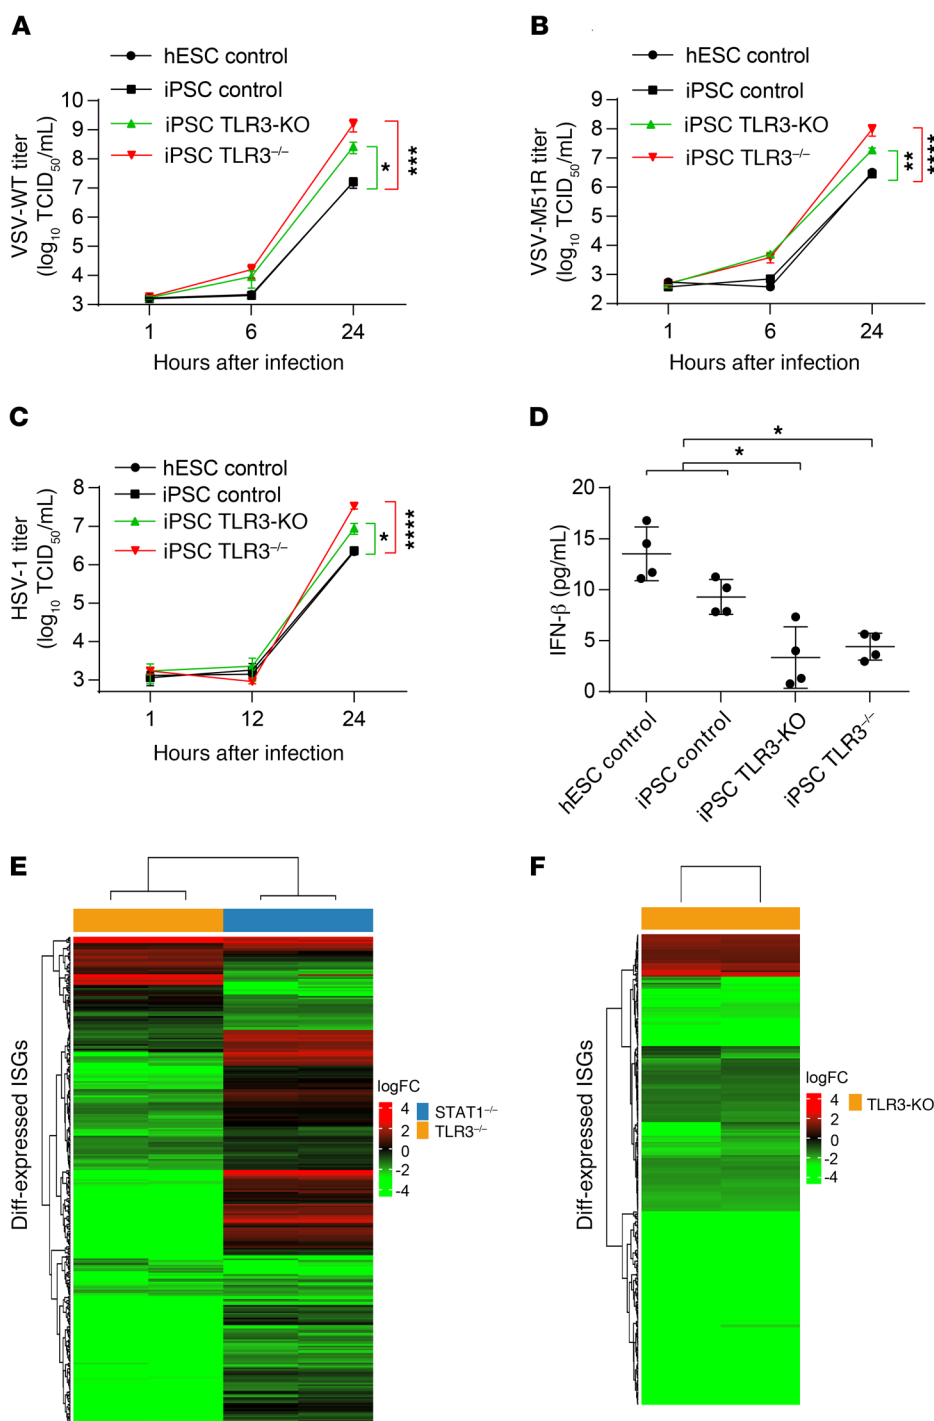 A
hESC control
iPSC control
iPSC TLR3-KO
iPSC TLR3–/–
VSV-WT titer
(log10 TCID50/mL)
10
9
8
7
6
5
4
3
*
***
1
6
24
Hours after infection
B
hESC control
iPSC control
iPSC TLR3-KO
iPSC TLR3–/–
VSV-M51R titer
(log10 TCID50/mL)
9
8
7
6
5
4
3
2
**
****
1
6
24
Hours after infection
C
hESC control
iPSC control
iPSC TLR3-KO
iPSC TLR3–/–
HSV-1 titer
(log10 TCID50/mL)
8
7
6
5
4
3
*
****
1
12
24
Hours after infection
D
*
*
IFN-β (pg/mL)
20
15
10
5
0
hESC control
iPSC control
iPSC TLR3-KO
iPSC TLR3–/–
E
Diff-expressed ISGs
logFC
4
2
0
-2
-4
STAT1–/–
TLR3–/–
F
Diff-expressed ISGs
logFC
4
2
0
-2
-4
TLR3-KO